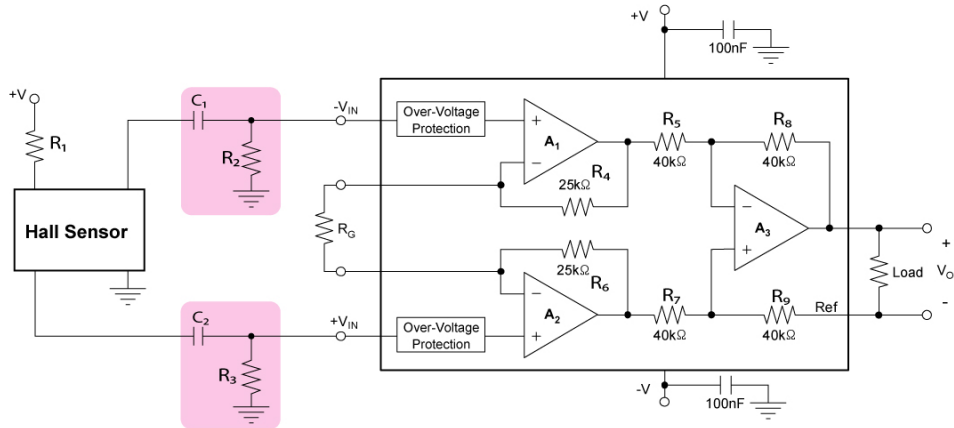 +V
100nF
+V
C1
-VIN
Over-Voltage
Protection
R1
R2
+
A1
-
R5
40kΩ
R8
40kΩ
R4
25kΩ
Hall Sensor
RG
-
A3
+
+
Load
VO
-
25kΩ
R6
C2
+VIN
Over-Voltage
Protection
-
A2
+
R7
40kΩ
R9
40kΩ
Ref
R3
-V
100nF